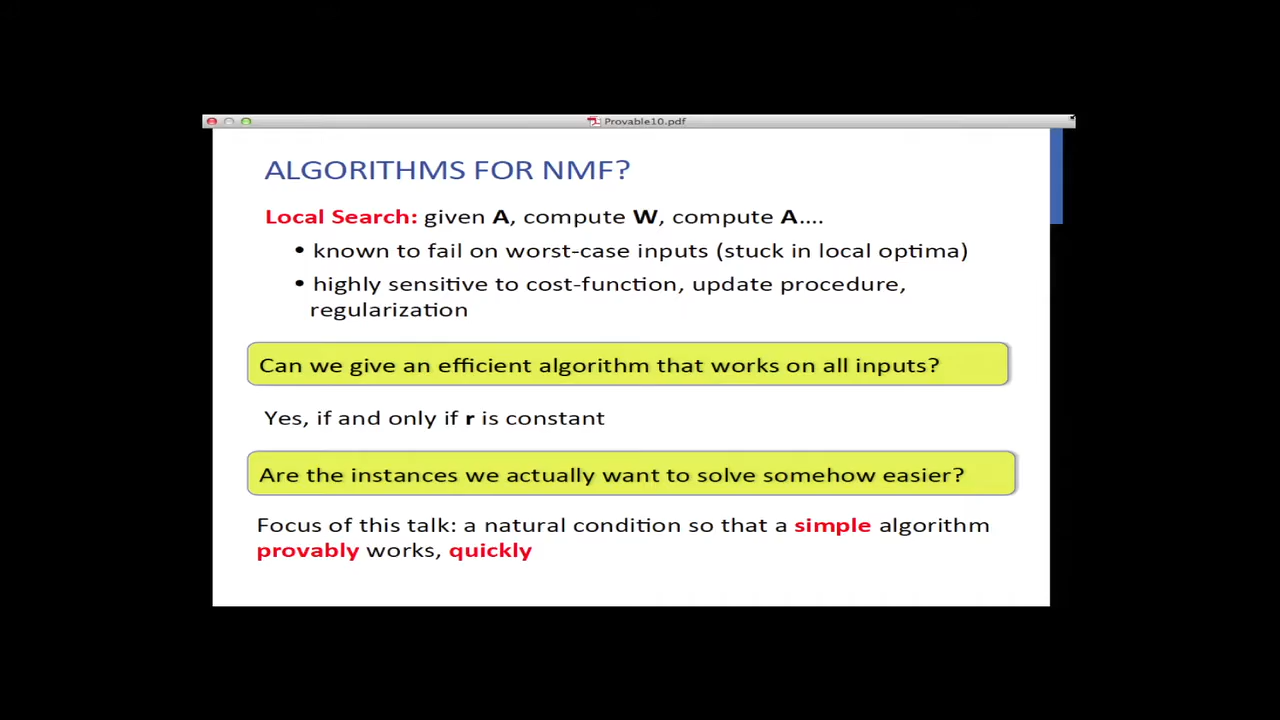 Provable10.pdf
ALGORITHMS FOR NMF?
Local Search: given A, compute W, compute A....
• known to fail on worst-case inputs (stuck in local optima)
• highly sensitive to cost-function, update procedure,
regularization
Can we give an efficient algorithm that works on all inputs?
Yes, if and only if r is constant
Are the instances we actually want to solve somehow easier?
Focus of this talk: a natural condition so that a simple algorithm
provably works, quickly